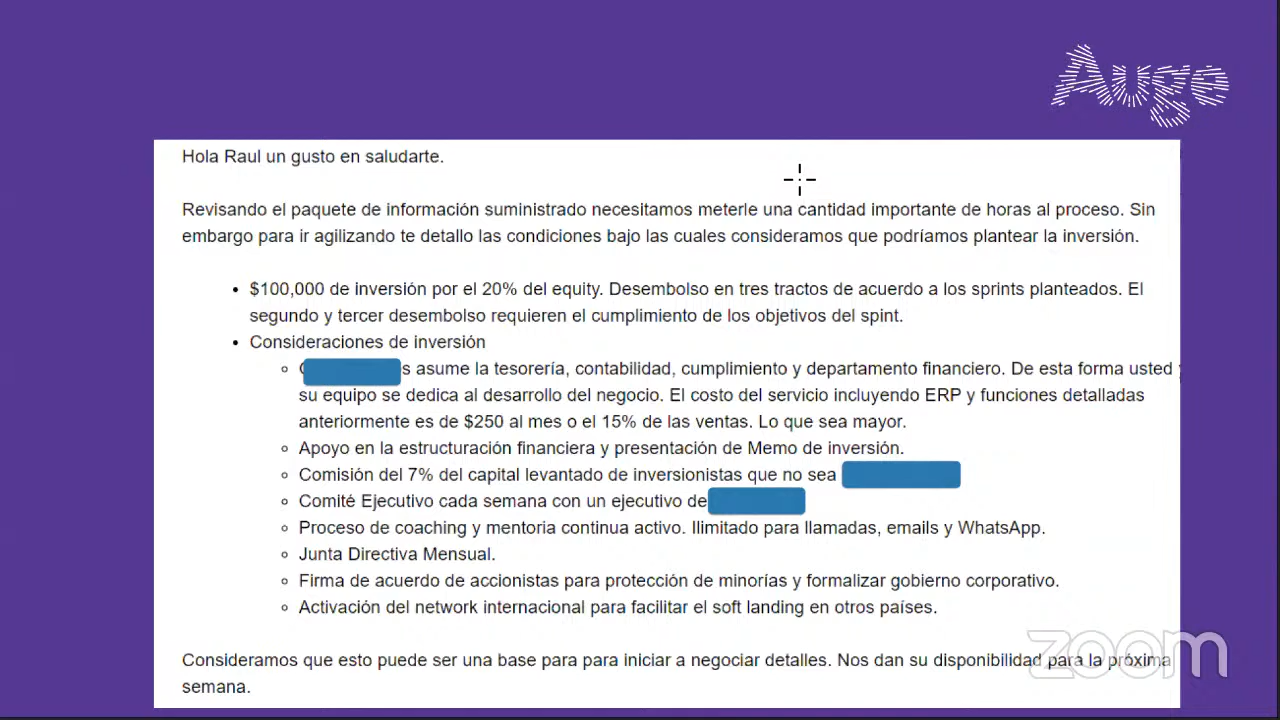 Auge
Hola Raul un gusto en saludarte.
Revisando el paquete de información suministrado necesitamos meterle una cantidad importante de horas al proceso. Sin
embargo para ir agilizando te detallo las condiciones bajo las cuales consideramos que podríamos plantear la inversión.
• $100,000 de inversión por el 20% del equity. Desembolso en tres tractos de acuerdo a los sprints planteados. El
segundo y tercer desembolso requieren el cumplimiento de los objetivos del spint.
• Consideraciones de inversión
◦ s asume la tesorería, contabilidad, cumplimiento y departamento financiero. De esta forma usted y
su equipo se dedica al desarrollo del negocio. El costo del servicio incluyendo ERP y funciones detalladas
anteriormente es de $250 al mes o el 15% de las ventas. Lo que sea mayor.
◦ Apoyo en la estructuración financiera y presentación de Memo de inversión.
◦ Comisión del 7% del capital levantado de inversionistas que no sea
◦ Comité Ejecutivo cada semana con un ejecutivo de
◦ Proceso de coaching y mentoria continua activo. Ilimitado para llamadas, emails y WhatsApp.
◦ Junta Directiva Mensual.
◦ Firma de acuerdo de accionistas para protección de minorías y formalizar gobierno corporativo.
◦ Activación del network internacional para facilitar el soft landing en otros países.
Consideramos que esto puede ser una base para para iniciar a negociar detalles. Nos dan su disponibilidad para la próxima
semana.
zoom